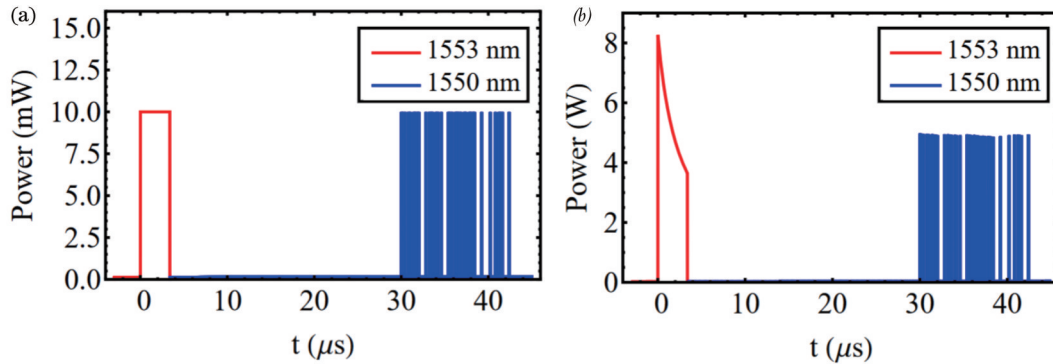 (a)
15.0
12.5
10.0
7.5
5.0
2.5
0.0
Power (mW)
0 10 20 30 40
t (μs)
1553 nm
1550 nm
(b)
8
6
4
2
0
Power (W)
0 10 20 30 40
t (μs)
1553 nm
1550 nm